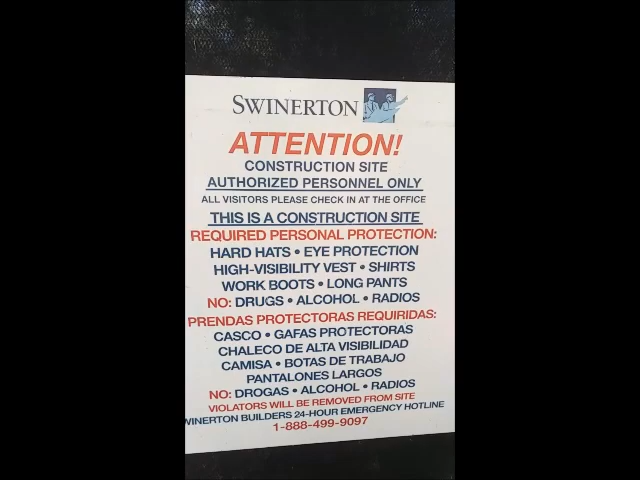 SWINERTON
ATTENTION!
CONSTRUCTION SITE
AUTHORIZED PERSONNEL ONLY
ALL VISITORS PLEASE CHECK IN AT THE OFFICE
THIS IS A CONSTRUCTION SITE
REQUIRED PERSONAL PROTECTION:
HARD HATS • EYE PROTECTION
HIGH-VISIBILITY VEST • SHIRTS
WORK BOOTS • LONG PANTS
NO: DRUGS • ALCOHOL • RADIOS
PRENDAS PROTECTORAS REQUIRIDAS:
CASCO • GAFAS PROTECTORAS
CHALECO DE ALTA VISIBILIDAD
CAMISA • BOTAS DE TRABAJO
PANTALONES LARGOS
NO: DROGAS • ALCOHOL • RADIOS
VIOLATORS WILL BE REMOVED FROM SITE
WINERTON BUILDERS 24-HOUR EMERGENCY HOTLINE
1-888-499-9097